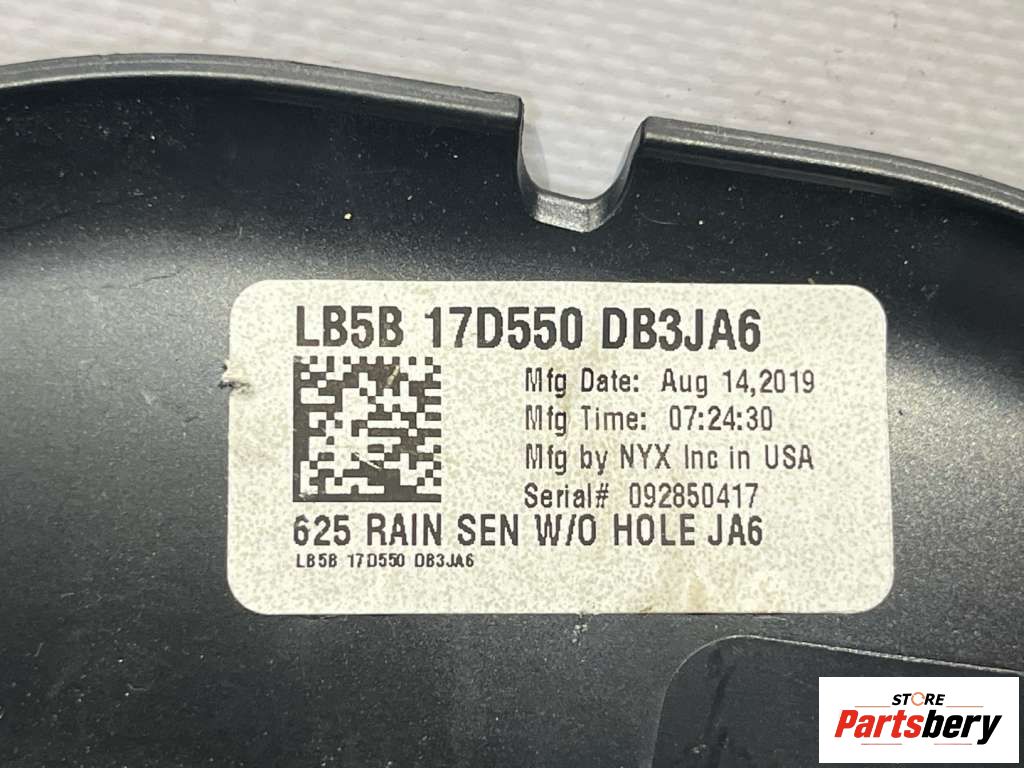 LB5B 17D550 DB3JA6
Mfg Date: Aug 14,2019
Mfg Time: 07:24:30
Mfg by NYX Inc in USA
Serial# 092850417
625 RAIN SEN W/O HOLE JA6
LB5B 17D550 DB3JA6
STORE
Partsbery